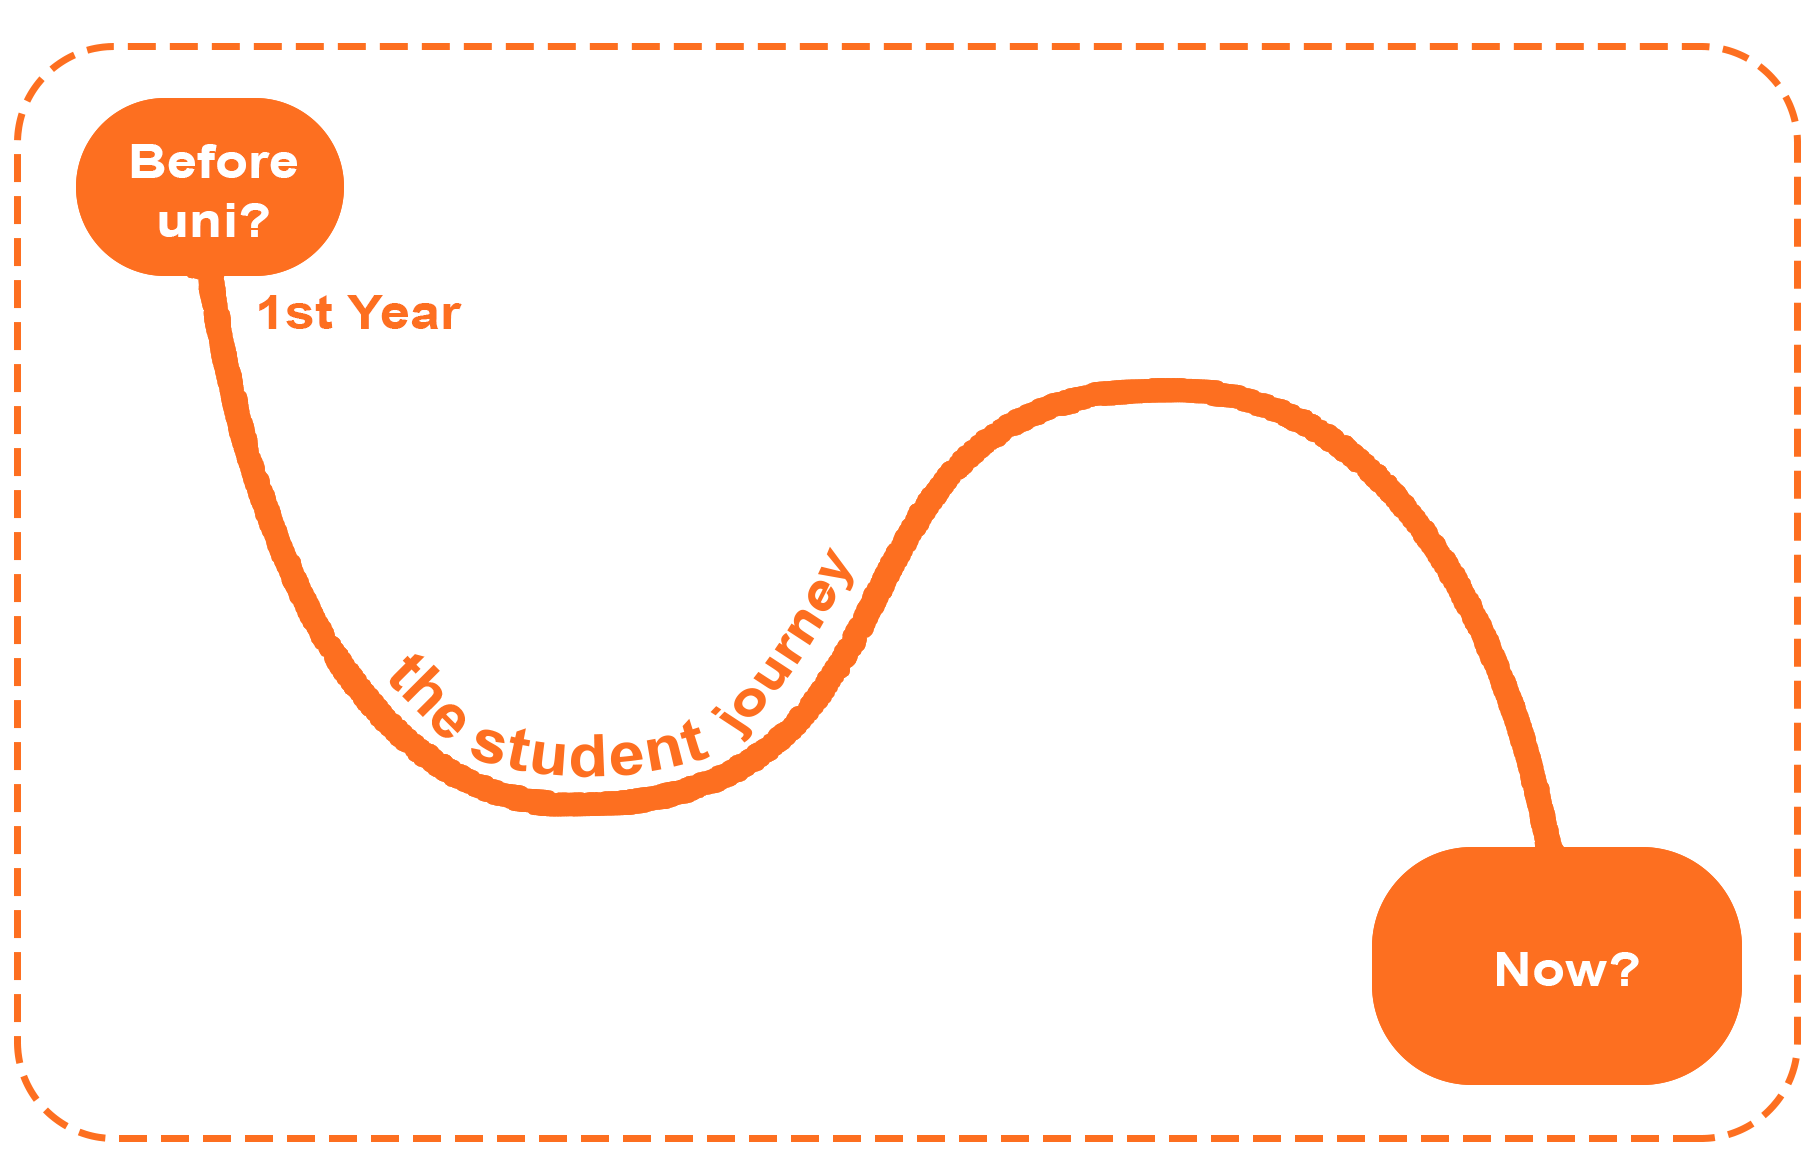 Before
uni?
1st Year
the student journey
Now?